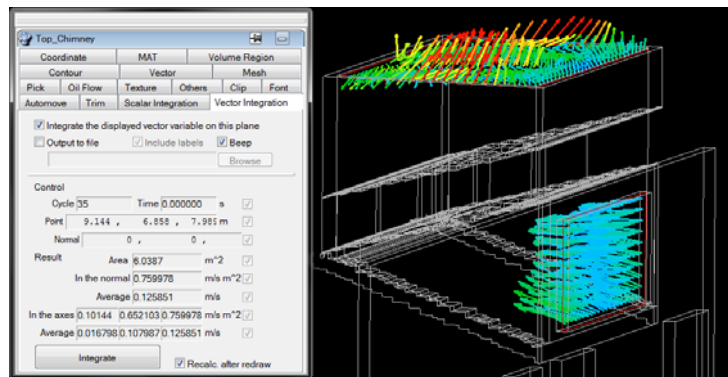 Top_Chimney
Coordinate MAT Volume Region
Contour Vector Mesh
Pick Oil Flow Texture Others Clip Font
Automove Trim Scalar Integration Vector Integration
Integrate the displayed vector variable on this plane
Output to file Include labels Beep
Browse
Control
Cycle 35 Time 0.000000 s
Point 9.144 , 6.858 , 7.985 m
Normal 0 , 0 ,
Result Area 6.0387 m^2
In the normal 0.759978 m/s m^2
Average 0.125851 m/s
In the axes 0.10144 0.652103 0.759978 m/s m^2
Average 0.016798 0.107987 0.125851 m/s
Integrate Recalc. after redraw